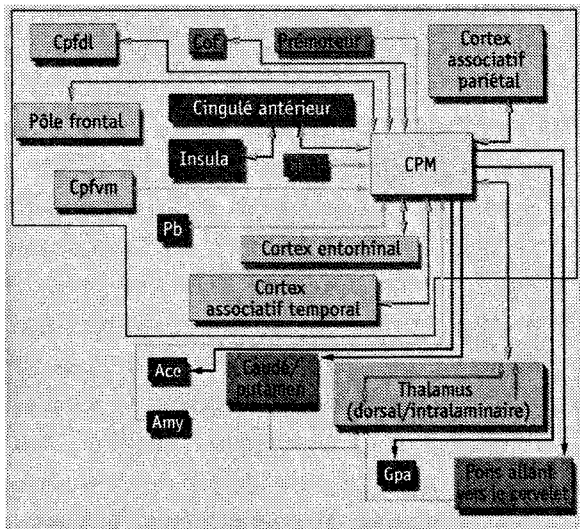 Cpfdl
Cof
Prémoteur
Cortex
associatif
pariétal
Pôle frontal
Cingulé antérieur
Insula
CPM
Cpfvm
Pb
Cortex entorhinal
Cortex
associatif temporal
Ace
Caudé/
putamen
Thalamus
(dorsal/intralaminaire)
Amy
Gpa
Pons allant
vers le cervelet